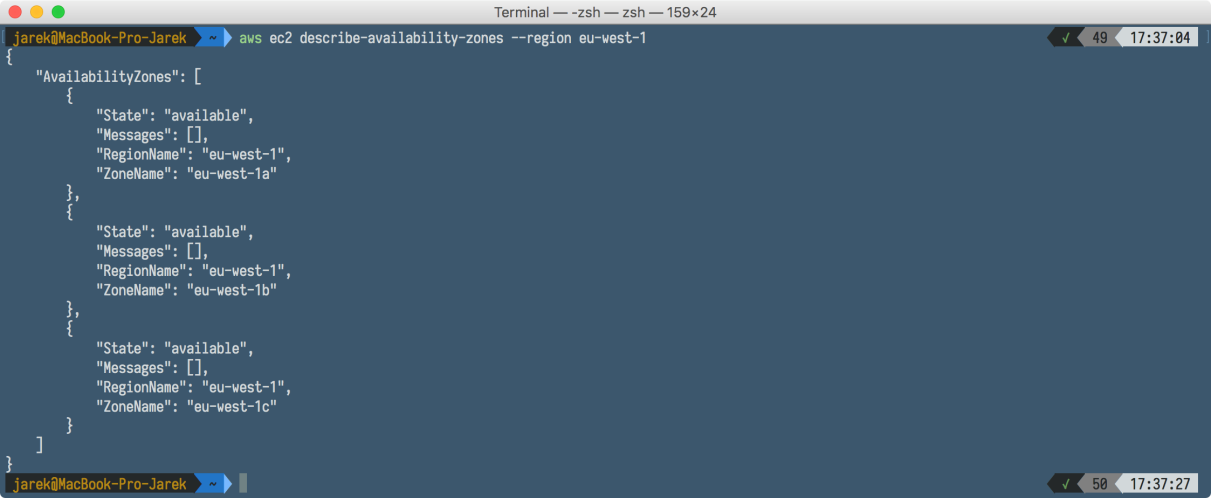 Terminal — -zsh — zsh — 159×24
jarek@MacBook-Pro-Jarek ~ aws ec2 describe-availability-zones --region eu-west-1 √ 49 17:37:04
{
    "AvailabilityZones": [
        {
            "State": "available",
            "Messages": [],
            "RegionName": "eu-west-1",
            "ZoneName": "eu-west-1a"
        },
        {
            "State": "available",
            "Messages": [],
            "RegionName": "eu-west-1",
            "ZoneName": "eu-west-1b"
        },
        {
            "State": "available",
            "Messages": [],
            "RegionName": "eu-west-1",
            "ZoneName": "eu-west-1c"
        }
    ]
}
jarek@MacBook-Pro-Jarek ~ √ 50 17:37:27